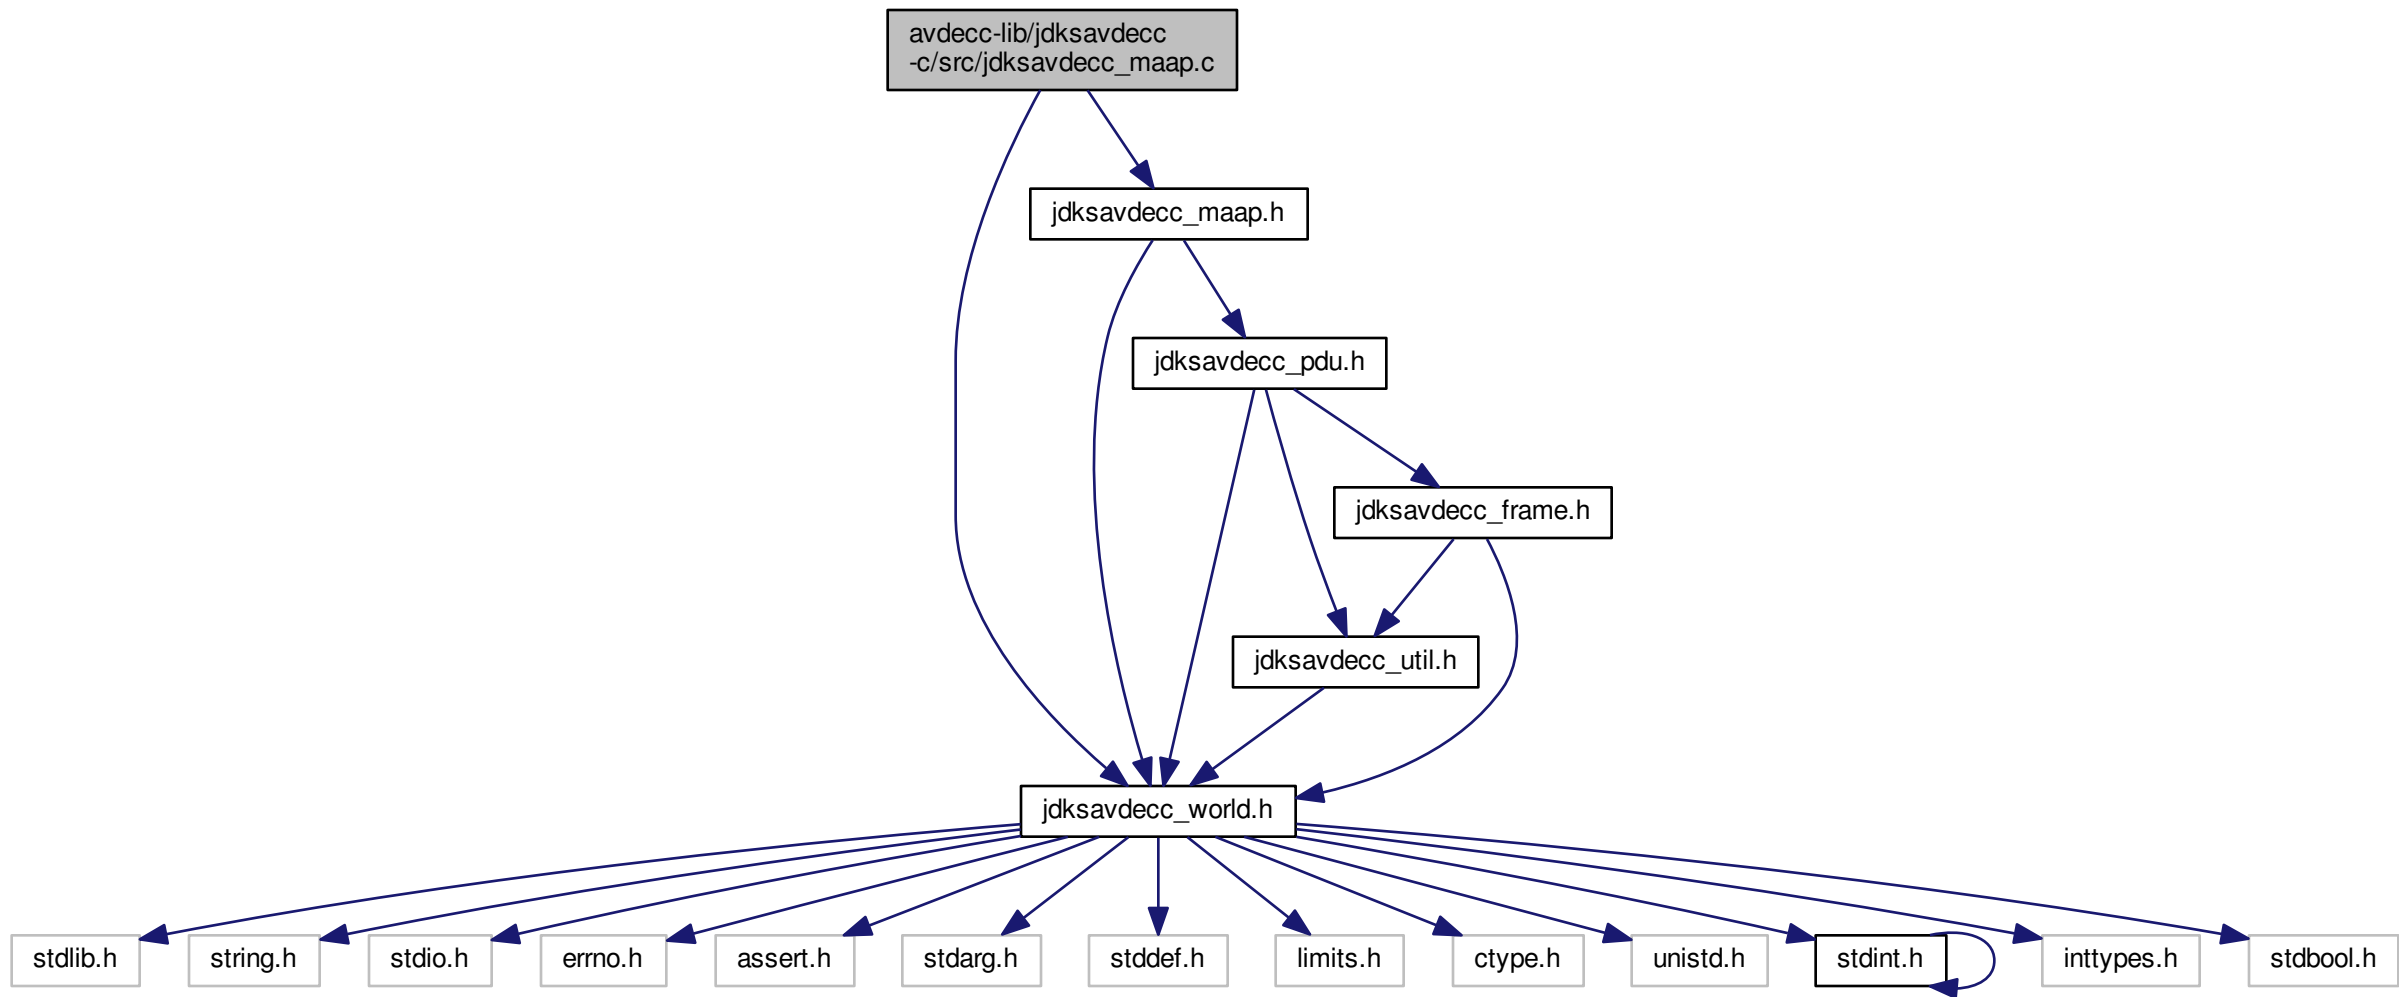 avdecc-lib/jdksavdecc
-c/src/jdksavdecc_maap.c
jdksavdecc_maap.h
jdksavdecc_pdu.h
jdksavdecc_frame.h
jdksavdecc_util.h
jdksavdecc_world.h
stdlib.h
string.h
stdio.h
errno.h
assert.h
stdarg.h
stddef.h
limits.h
ctype.h
unistd.h
stdint.h
inttypes.h
stdbool.h